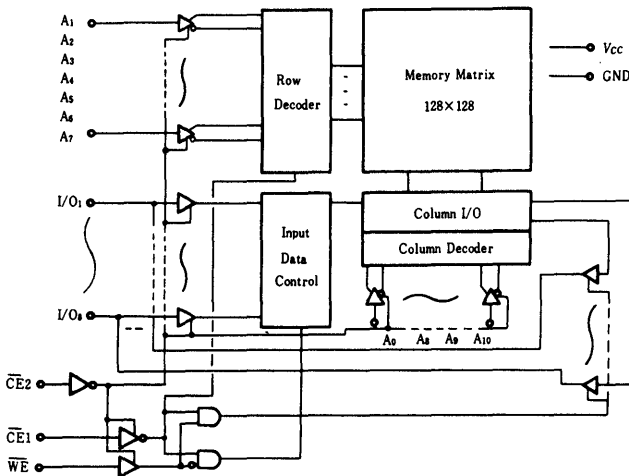 A1
A2
A3
A4
A5
A6
A7
Row
Decoder
Memory Matrix
128×128
Vcc
GND
I/O1
I/O8
Input
Data
Control
Column I/O
Column Decoder
A0 A8 A9 A10
CE2
CE1
WE